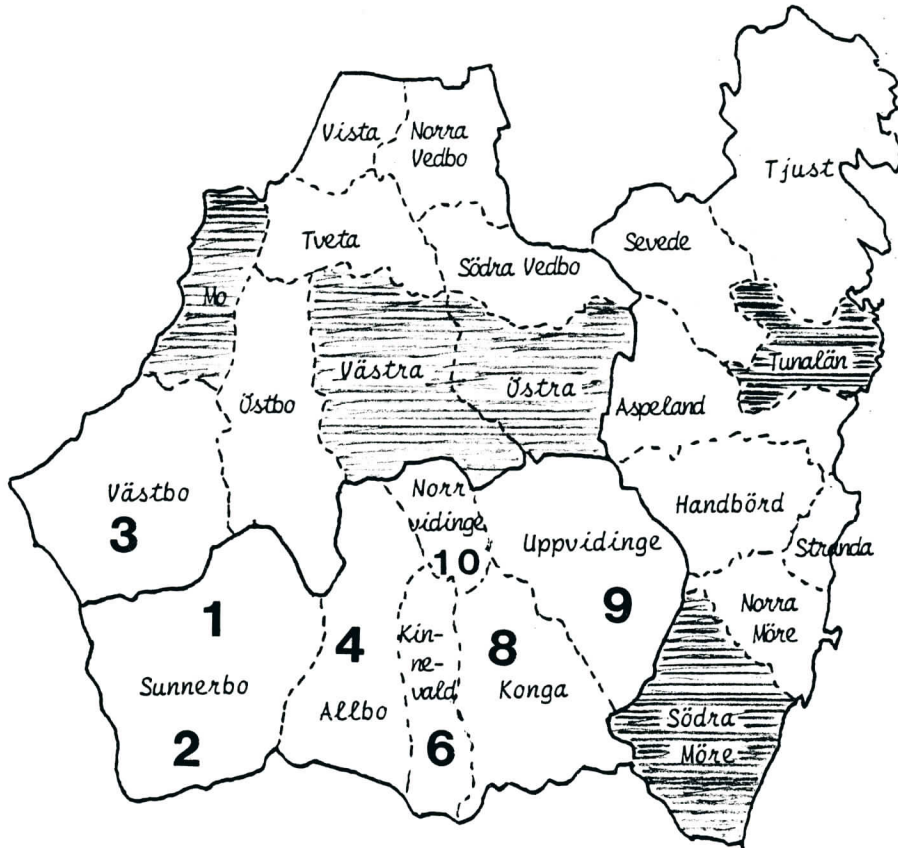 Vista
Norra
Vedbo
Tjust
Tveta
Sevede
Södra Vedbo
Mo
Västra
Östra
Tunalän
Östbo
Aspeland
Västbo
3
Norr
vidinge
10
Uppvidinge
9
Handbörd
Stranda
Norra
Möre
1
Sunnerbo
2
4
Allbo
Kin-
ne-
vald
6
8
Konga
Södra
Möre